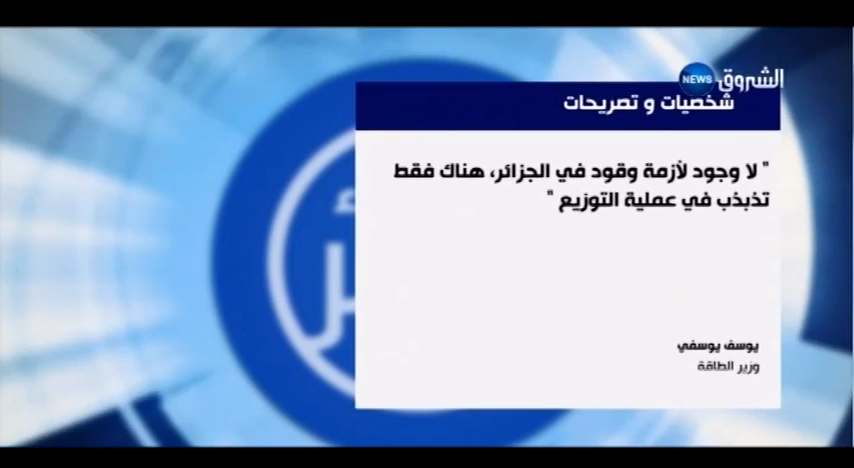 الشروق NEWS
شخصيات و تصريحات
" لا وجود لأزمة وقود في الجزائر، هناك فقط
تذبذب في عملية التوزيع "
يوسف يوسفي
وزير الطاقة